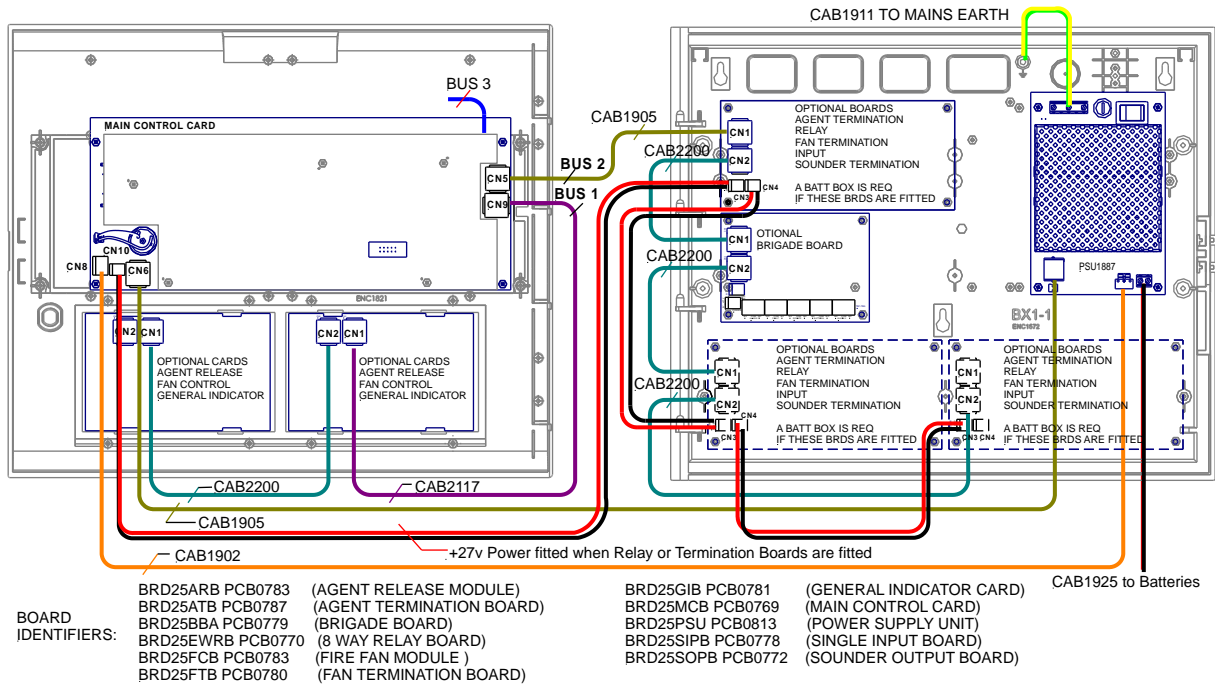 CAB1911 TO MAINS EARTH
BUS 3
MAIN CONTROL CARD
CAB1905
BUS 2
BUS 1
CN5
CN9
CN10
CN8
CN6
ENC1821
CN2
CN1
OPTIONAL CARDS
AGENT RELEASE
FAN CONTROL
GENERAL INDICATOR
CN2
CN1
OPTIONAL CARDS
AGENT RELEASE
FAN CONTROL
GENERAL INDICATOR
CAB2200
CAB2117
CAB1905
CAB1902
+27v Power fitted when Relay or Termination Boards are fitted
CN1
CN2
CN3
CN4
OPTIONAL BOARDS
AGENT TERMINATION
RELAY
FAN TERMINATION
INPUT
SOUNDER TERMINATION
A BATT BOX IS REQ
IF THESE BRDS ARE FITTED
CAB2200
CN1
CN2
OTIONAL
BRIGADE BOARD
CAB2200
PSU1887
BX1-1
ENC1572
CN1
CN2
CN3
CN4
OPTIONAL BOARDS
AGENT TERMINATION
RELAY
FAN TERMINATION
INPUT
SOUNDER TERMINATION
A BATT BOX IS REQ
IF THESE BRDS ARE FITTED
CAB2200
CN1
CN2
CN3 CN4
OPTIONAL BOARDS
AGENT TERMINATION
RELAY
FAN TERMINATION
INPUT
SOUNDER TERMINATION
A BATT BOX IS REQ
IF THESE BRDS ARE FITTED
CAB1925 to Batteries
BOARD
IDENTIFIERS:
BRD25ARB PCB0783 (AGENT RELEASE MODULE)
BRD25ATB PCB0787 (AGENT TERMINATION BOARD)
BRD25BBA PCB0779 (BRIGADE BOARD)
BRD25EWRB PCB0770 (8 WAY RELAY BOARD)
BRD25FCB PCB0783 (FIRE FAN MODULE )
BRD25FTB PCB0780 (FAN TERMINATION BOARD)
BRD25GIB PCB0781 (GENERAL INDICATOR CARD)
BRD25MCB PCB0769 (MAIN CONTROL CARD)
BRD25PSU PCB0813 (POWER SUPPLY UNIT)
BRD25SIPB PCB0778 (SINGLE INPUT BOARD)
BRD25SOPB PCB0772 (SOUNDER OUTPUT BOARD)